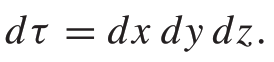 dτ = dx dy dz.